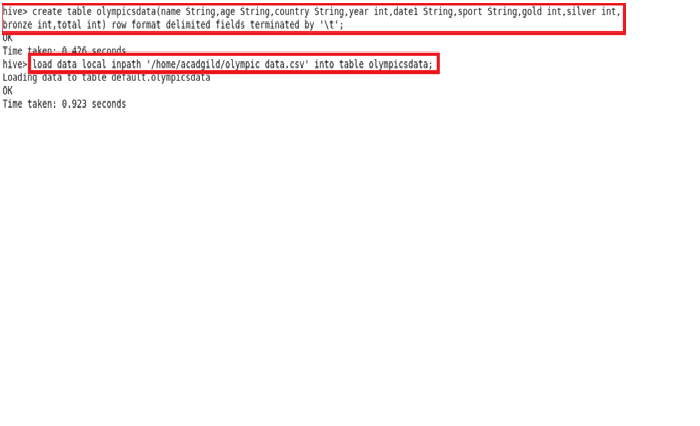 hive> create table olympicsdata(name String,age String,country String,year int,date1 String,sport String,gold int,silver int,
bronze int,total int) row format delimited fields terminated by '\t';
OK
Time taken: 0.426 seconds
hive> load data local inpath '/home/acadgild/olympic_data.csv' into table olympicsdata;
Loading data to table default.olympicsdata
OK
Time taken: 0.923 seconds